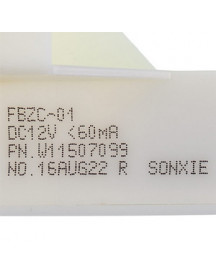 FBZC-01
DC12V <60mA
PN.W11507099
NO.16AUG22 R SONXIE